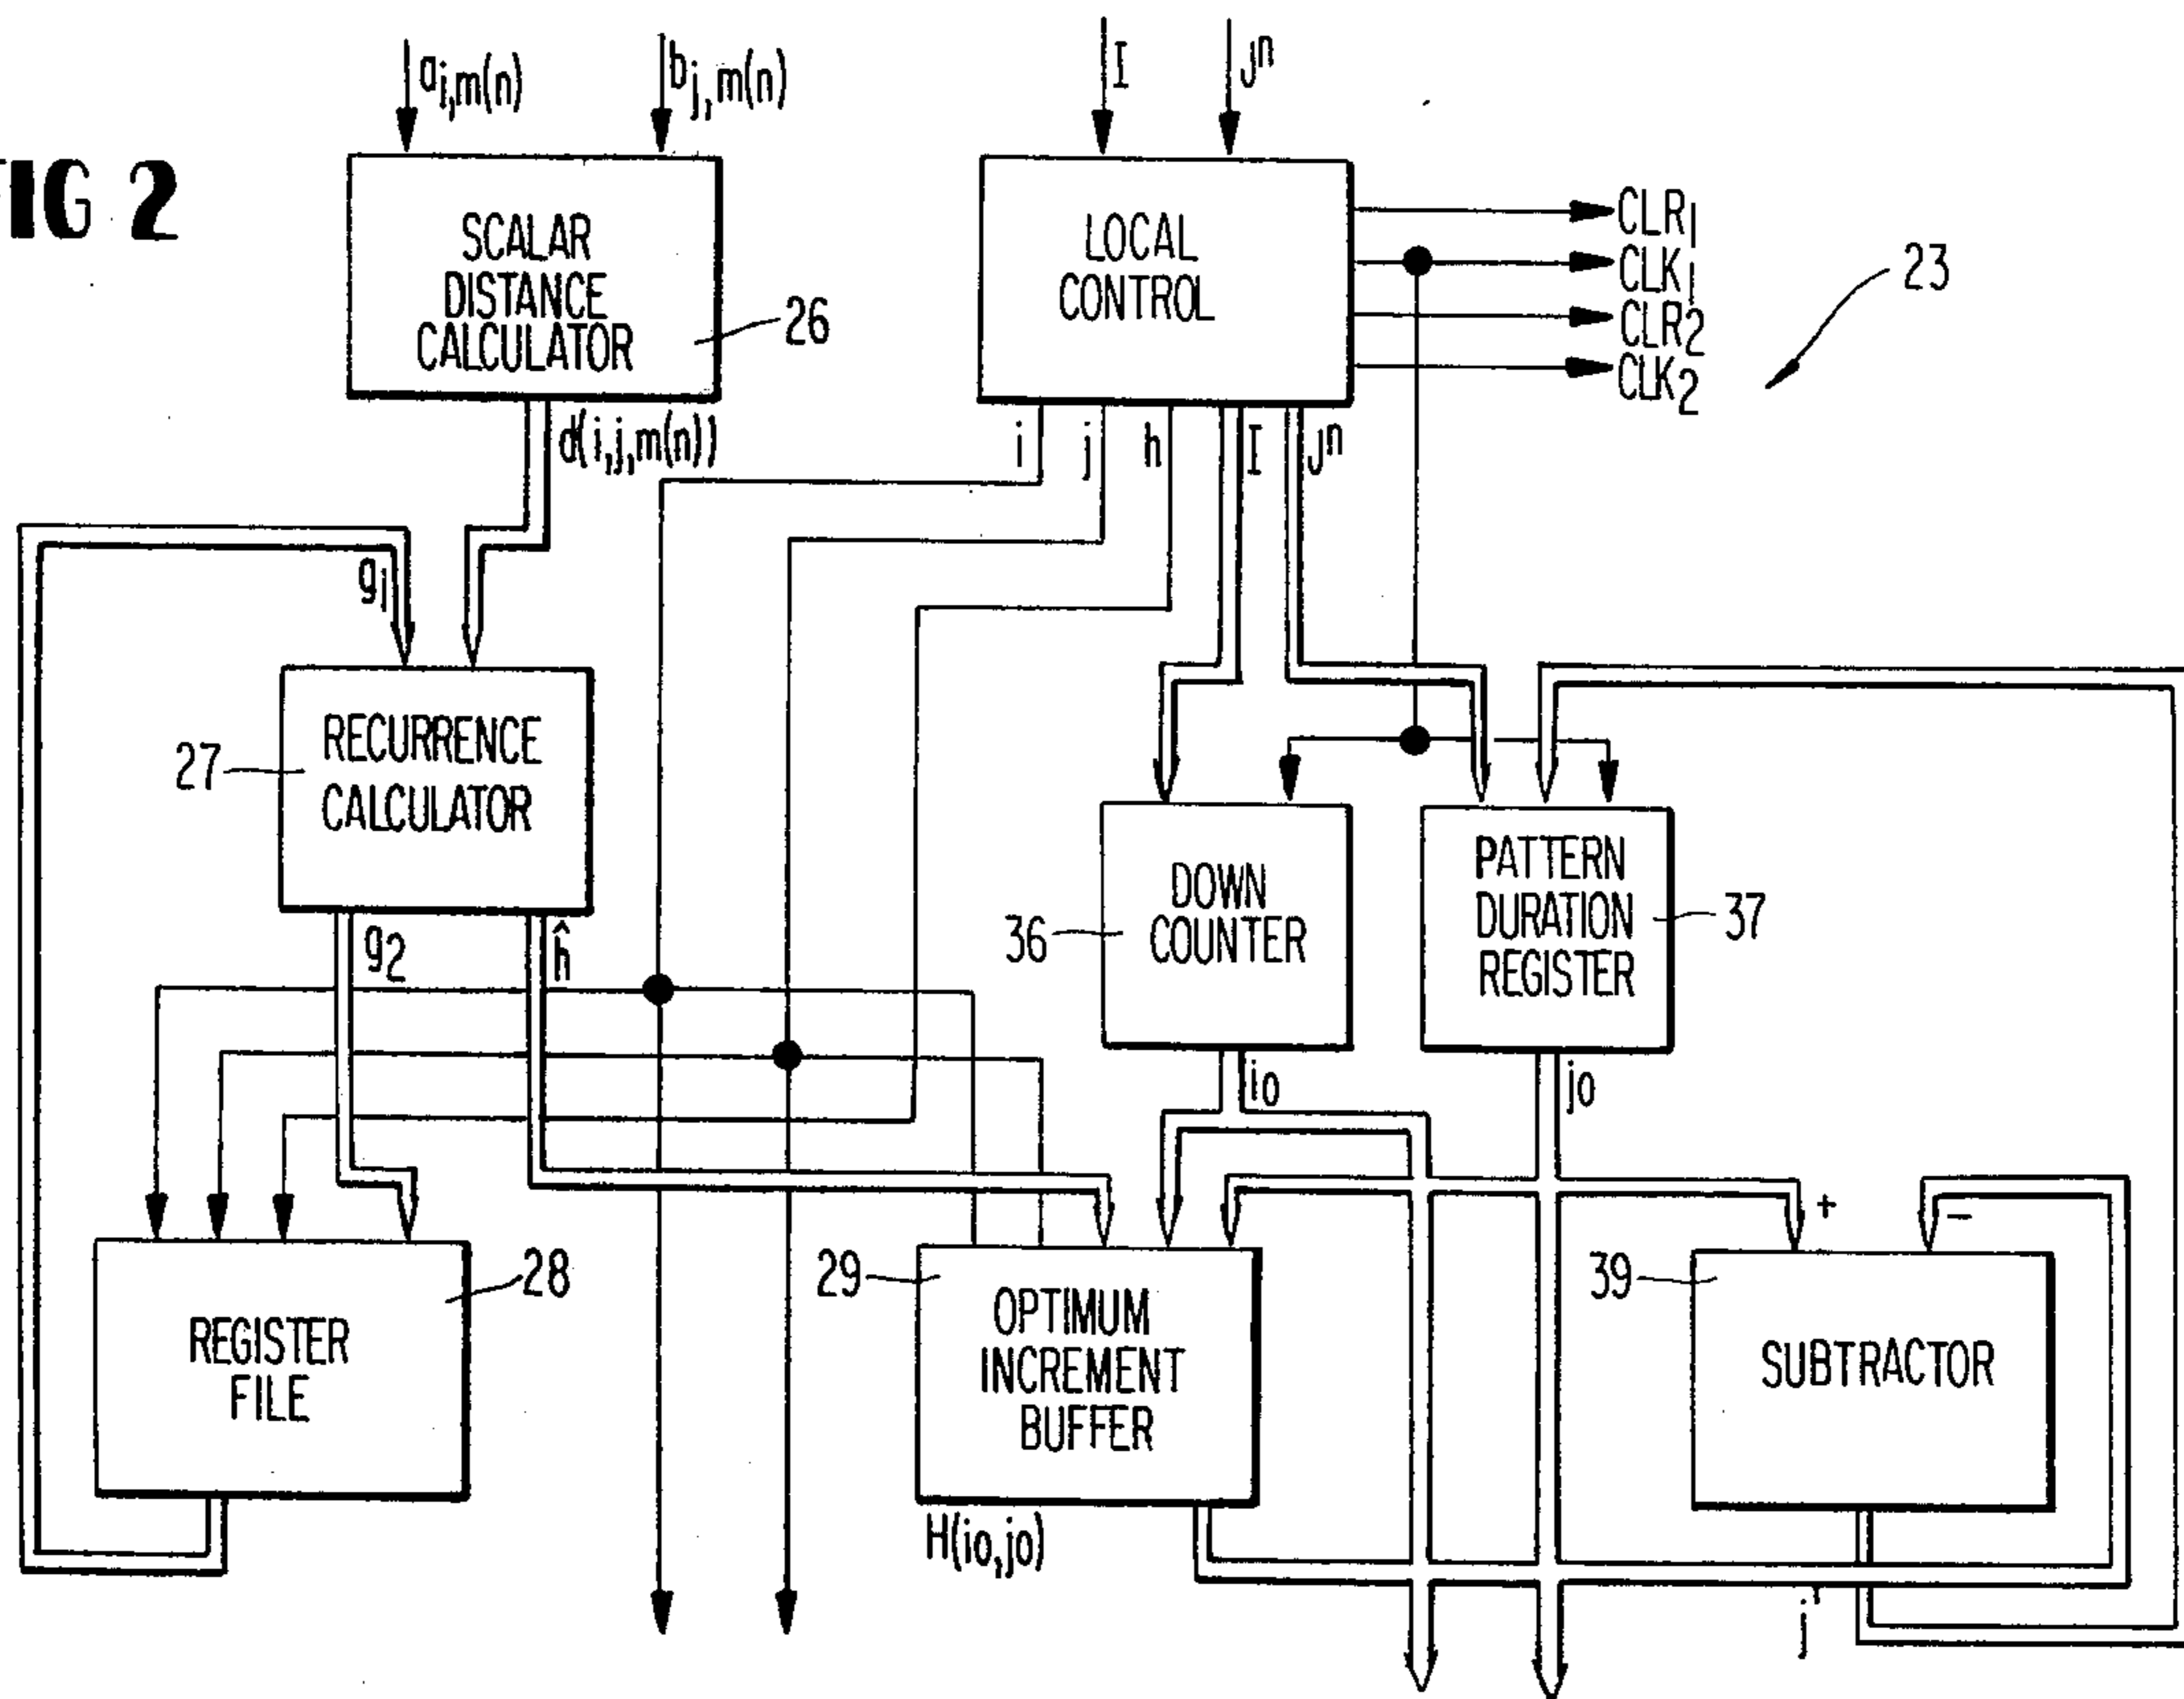 FIG 2
a i,m(n)
b j,m(n)
I
Jn
SCALAR
DISTANCE
CALCULATOR
26
LOCAL
CONTROL
CLR1
CLK1
CLR2
CLK2
23
d(i,j,m(n))
i
j
h
I
Jn
g1
RECURRENCE
CALCULATOR
27
DOWN
COUNTER
36
PATTERN
DURATION
REGISTER
37
g2
ĥ
io
jo
+
−
REGISTER
FILE
28
29
OPTIMUM
INCREMENT
BUFFER
39
SUBTRACTOR
H(io,jo)
j'